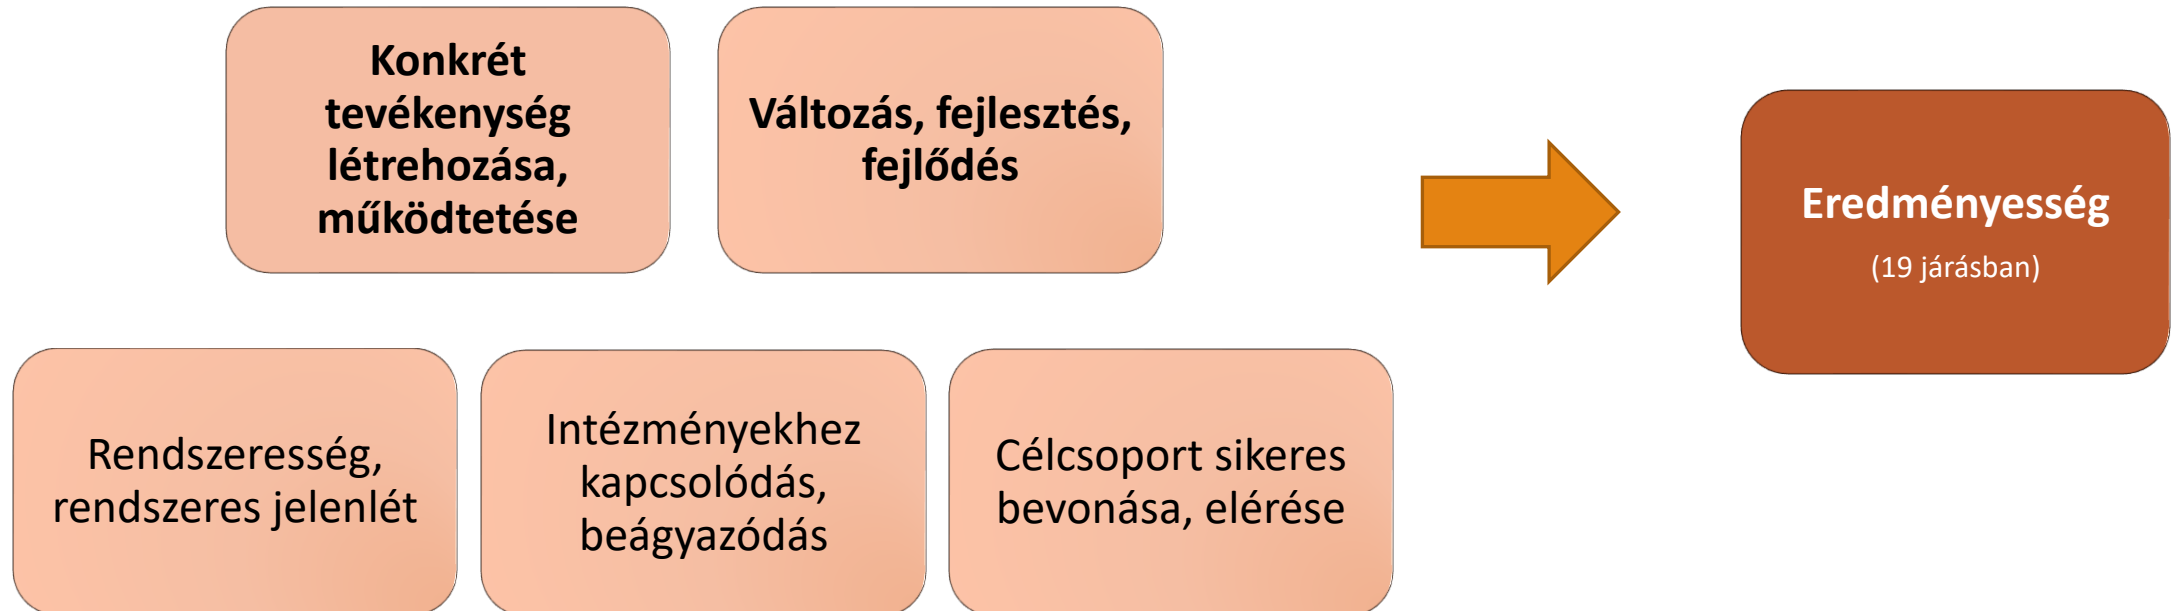 Konkrét
tevékenység
létrehozása,
működtetése
Változás, fejlesztés,
fejlődés
Eredményesség
(19 járásban)
Rendszeresség,
rendszeres jelenlét
Intézményekhez
kapcsolódás,
beágyazódás
Célcsoport sikeres
bevonása, elérése